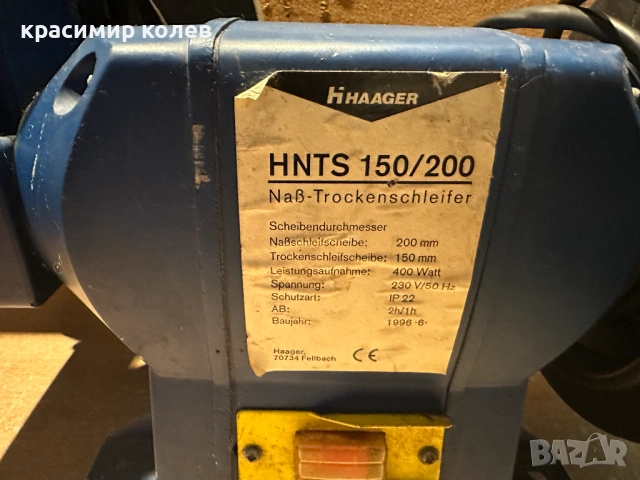 красимир колев
HAAGER
HNTS 150/200
Naß-Trockenschleifer
Scheibendurchmesser
Naßschleifscheibe: 200 mm
Trockenschleifscheibe: 150 mm
Leistungsaufnahme: 400 Watt
Spannung: 230 V/50 Hz
Schutzart: IP 22
AB: 2h/1h
Baujahr: 1996 -6-
Haager,
70734 Fellbach
CE
BAZAR